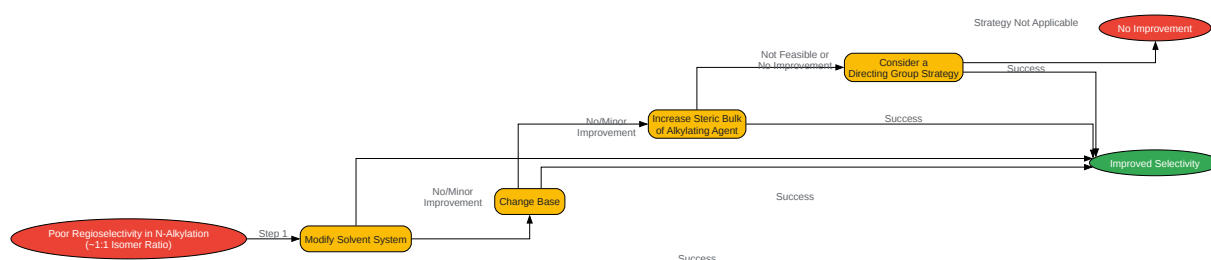 Strategy Not Applicable
No Improvement
Not Feasible or
No Improvement
Consider a
Directing Group Strategy
Success
No/Minor
Improvement
Increase Steric Bulk
of Alkylating Agent
Success
Improved Selectivity
No/Minor
Improvement
Change Base
Success
Poor Regioselectivity in N-Alkylation
(~1:1 Isomer Ratio)
Step 1
Modify Solvent System
Success